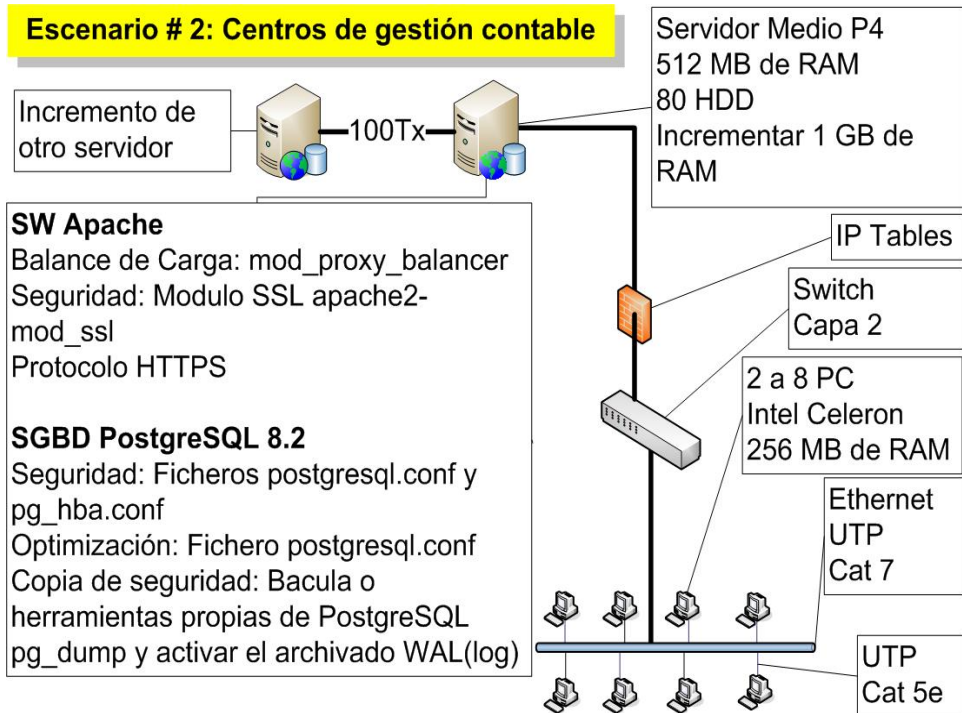 Escenario # 2: Centros de gestión contable
Servidor Medio P4
512 MB de RAM
80 HDD
Incrementar 1 GB de
RAM
Incremento de
otro servidor
100Tx
SW Apache
Balance de Carga: mod_proxy_balancer
Seguridad: Modulo SSL apache2-
mod_ssl
Protocolo HTTPS
SGBD PostgreSQL 8.2
Seguridad: Ficheros postgresql.conf y
pg_hba.conf
Optimización: Fichero postgresql.conf
Copia de seguridad: Bacula o
herramientas propias de PostgreSQL
pg_dump y activar el archivado WAL(log)
IP Tables
Switch
Capa 2
2 a 8 PC
Intel Celeron
256 MB de RAM
Ethernet
UTP
Cat 7
UTP
Cat 5e